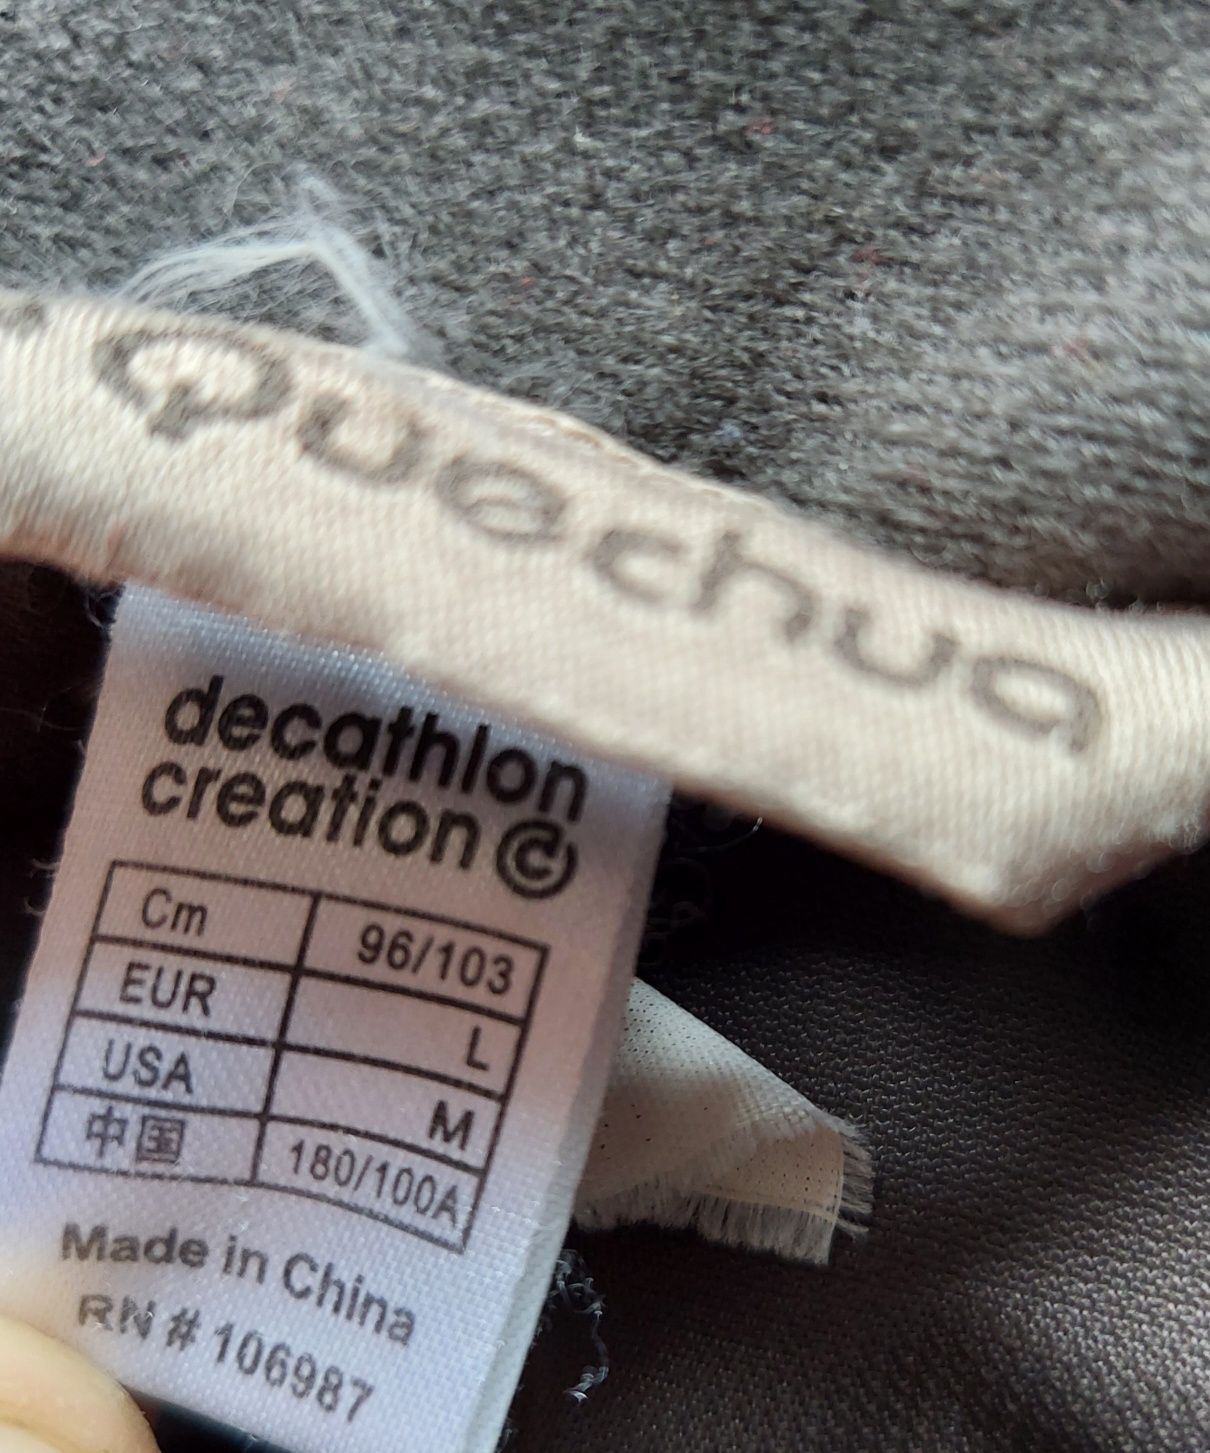 Quechua
decathlon
creation ©
Cm 96/103
EUR L
USA M
中国 180/100A
Made in China
RN # 106987